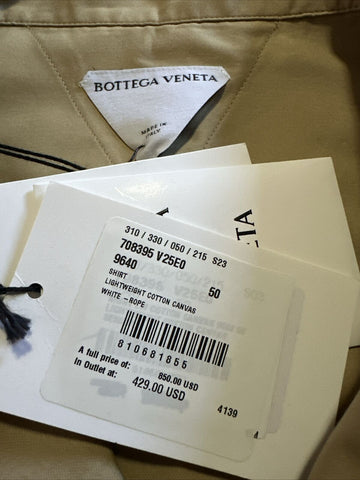 BOTTEGA VENETA
MADE IN
ITALY
310 / 330 / 050 / 215 S23
708395 V25E0
9640 50
SHIRT
LIGHTWEIGHT COTTON CANVAS
WHITE - ROPE
810681855
A full price of: 850.00 USD
In Outlet at: 429.00 USD
4139